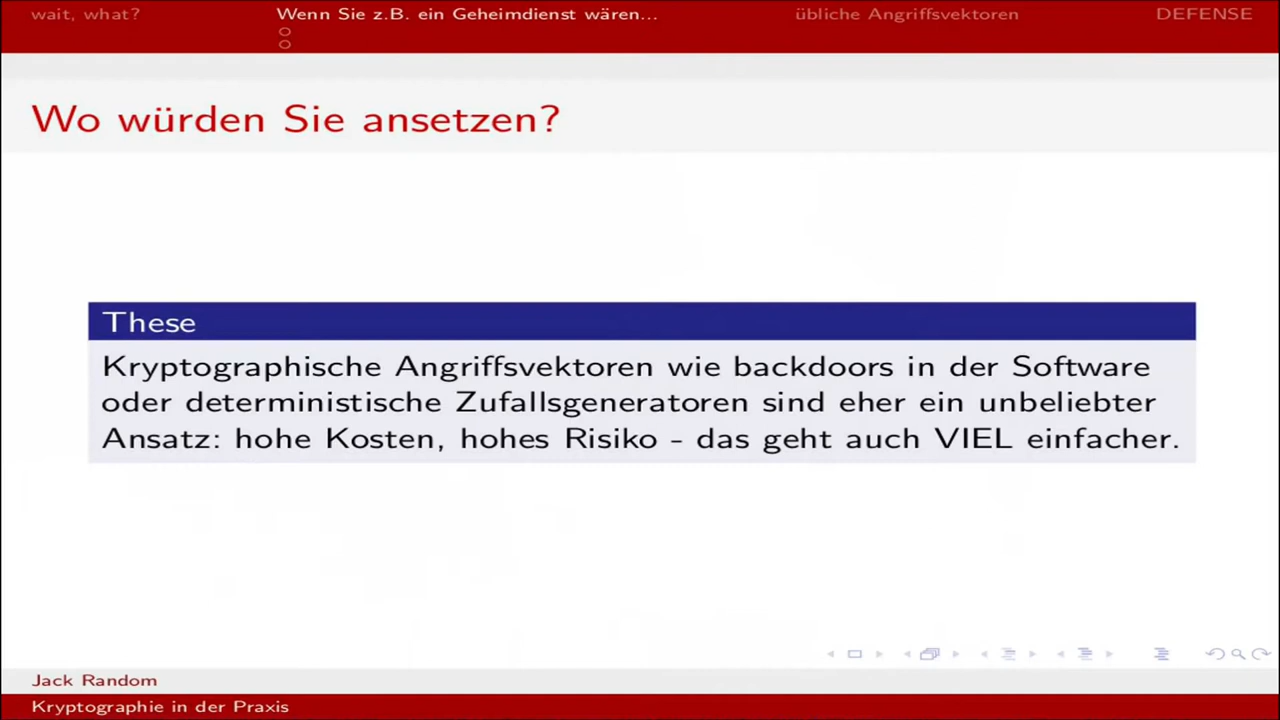 wait, what?
Wenn Sie z.B. ein Geheimdienst wären...
übliche Angriffsvektoren
DEFENSE
Wo würden Sie ansetzen?
These
Kryptographische Angriffsvektoren wie backdoors in der Software
oder deterministische Zufallsgeneratoren sind eher ein unbeliebter
Ansatz: hohe Kosten, hohes Risiko - das geht auch VIEL einfacher.
Jack Random
Kryptographie in der Praxis